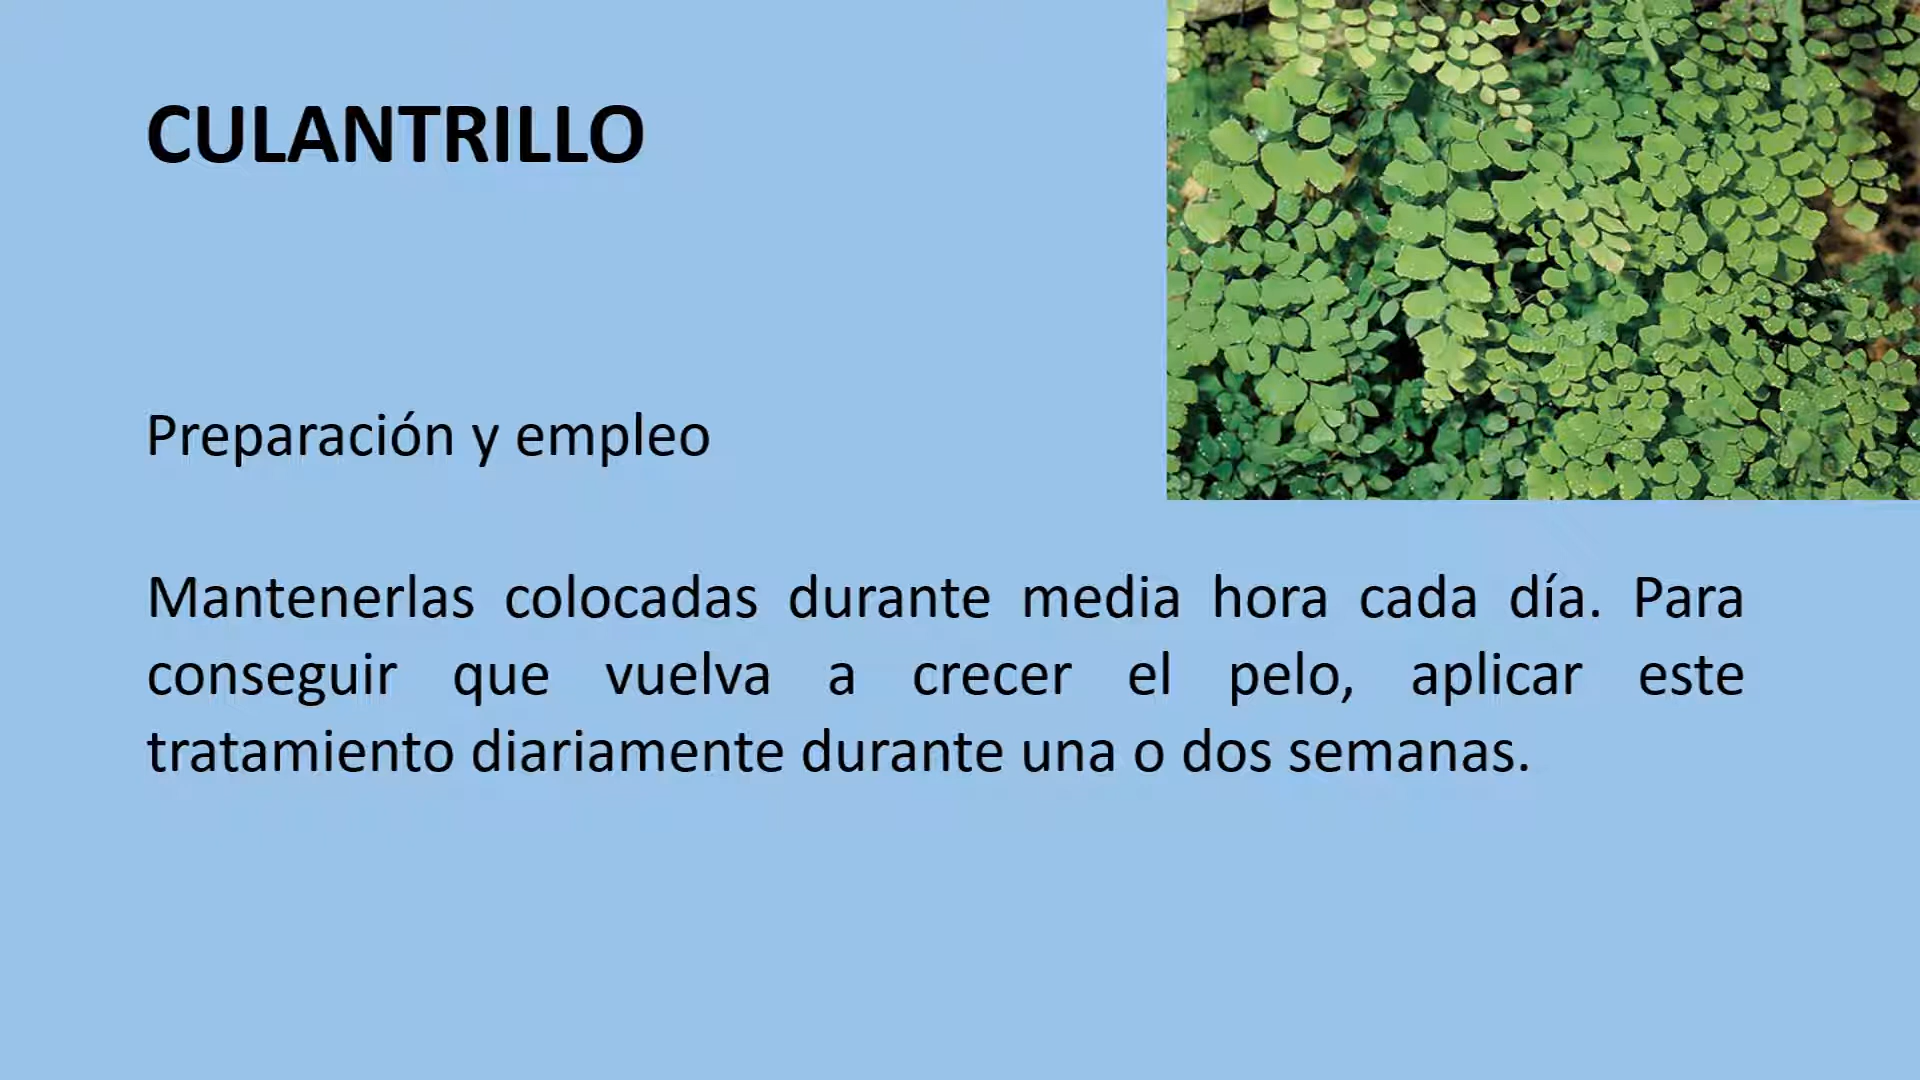 CULANTRILLO
Preparación y empleo
Mantenerlas colocadas durante media hora cada día. Para
conseguir que vuelva a crecer el pelo, aplicar este
tratamiento diariamente durante una o dos semanas.